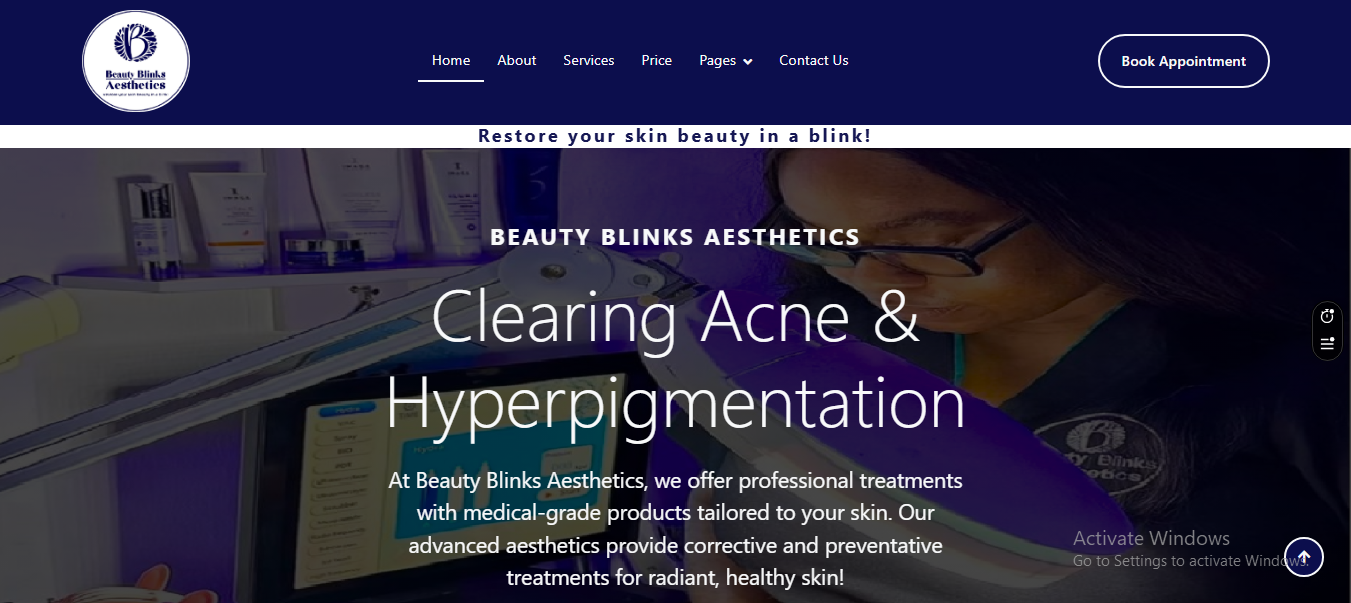 Beauty Blinks
Aesthetics
Home About Services Price Pages Contact Us
Book Appointment
Restore your skin beauty in a blink!
BEAUTY BLINKS AESTHETICS
Clearing Acne &
Hyperpigmentation
At Beauty Blinks Aesthetics, we offer professional treatments
with medical-grade products tailored to your skin. Our
advanced aesthetics provide corrective and preventative
treatments for radiant, healthy skin!
Activate Windows
Go to Settings to activate Windows.